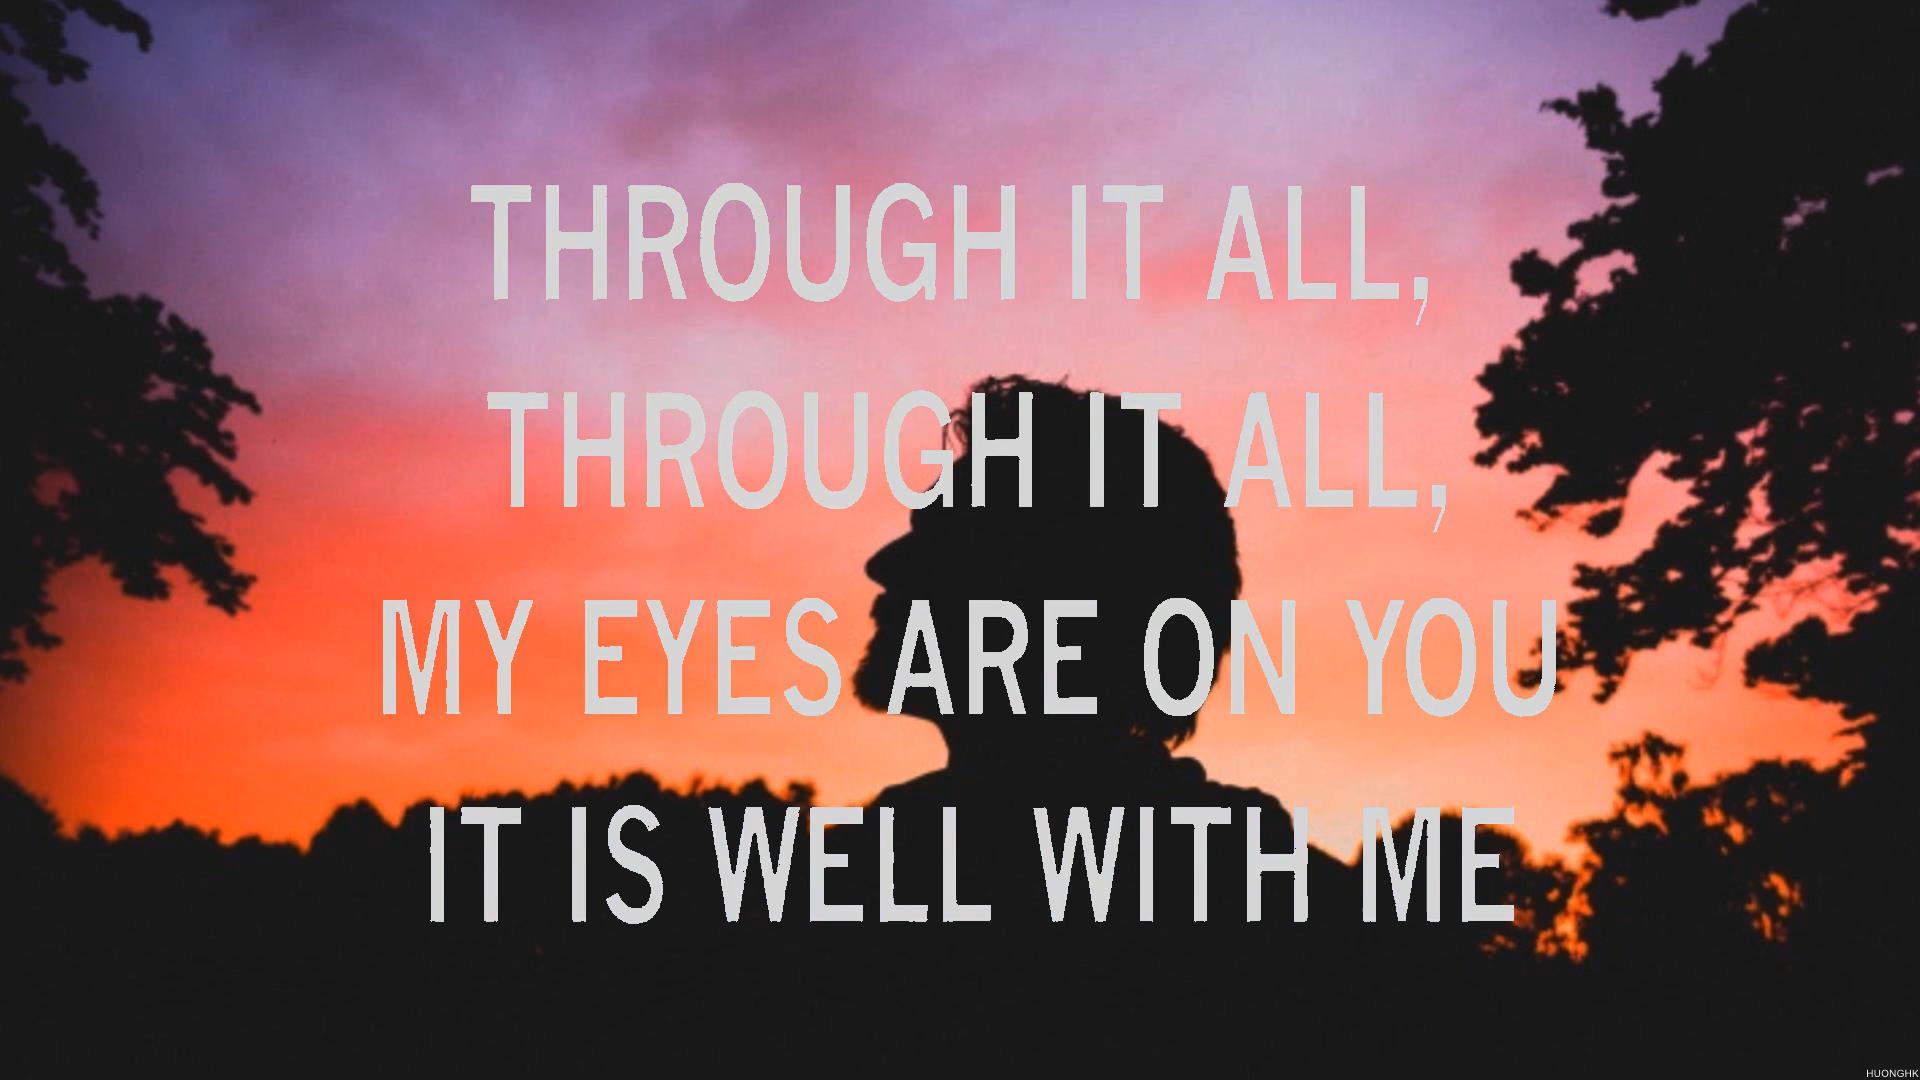 THROUGH IT ALL,
THROUGH IT ALL,
MY EYES ARE ON YOU
IT IS WELL WITH ME
HUONGHK